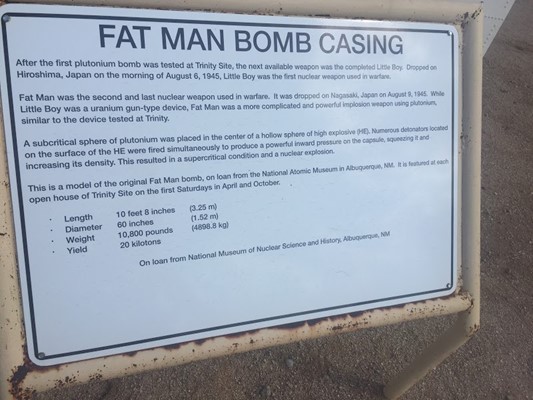 FAT MAN BOMB CASING
After the first plutonium bomb was tested at Trinity Site, the next available weapon was the completed Little Boy. Dropped on
Hiroshima, Japan on the morning of August 6, 1945, Little Boy was the first nuclear weapon used in warfare.
Fat Man was the second and last nuclear weapon used in warfare. It was dropped on Nagasaki, Japan on August 9, 1945. While
Little Boy was a uranium gun-type device, Fat Man was a more complicated and powerful implosion weapon using plutonium,
similar to the device tested at Trinity.
A subcritical sphere of plutonium was placed in the center of a hollow sphere of high explosive (HE). Numerous detonators located
on the surface of the HE were fired simultaneously to produce a powerful inward pressure on the capsule, squeezing it and
increasing its density. This resulted in a supercritical condition and a nuclear explosion.
This is a model of the original Fat Man bomb, on loan from the National Atomic Museum in Albuquerque, NM. It is featured at each
open house of Trinity Site on the first Saturdays in April and October.
· Length 10 feet 8 inches (3.25 m)
· Diameter 60 inches (1.52 m)
· Weight 10,800 pounds (4898.8 kg)
· Yield 20 kilotons
On loan from National Museum of Nuclear Science and History, Albuquerque, NM